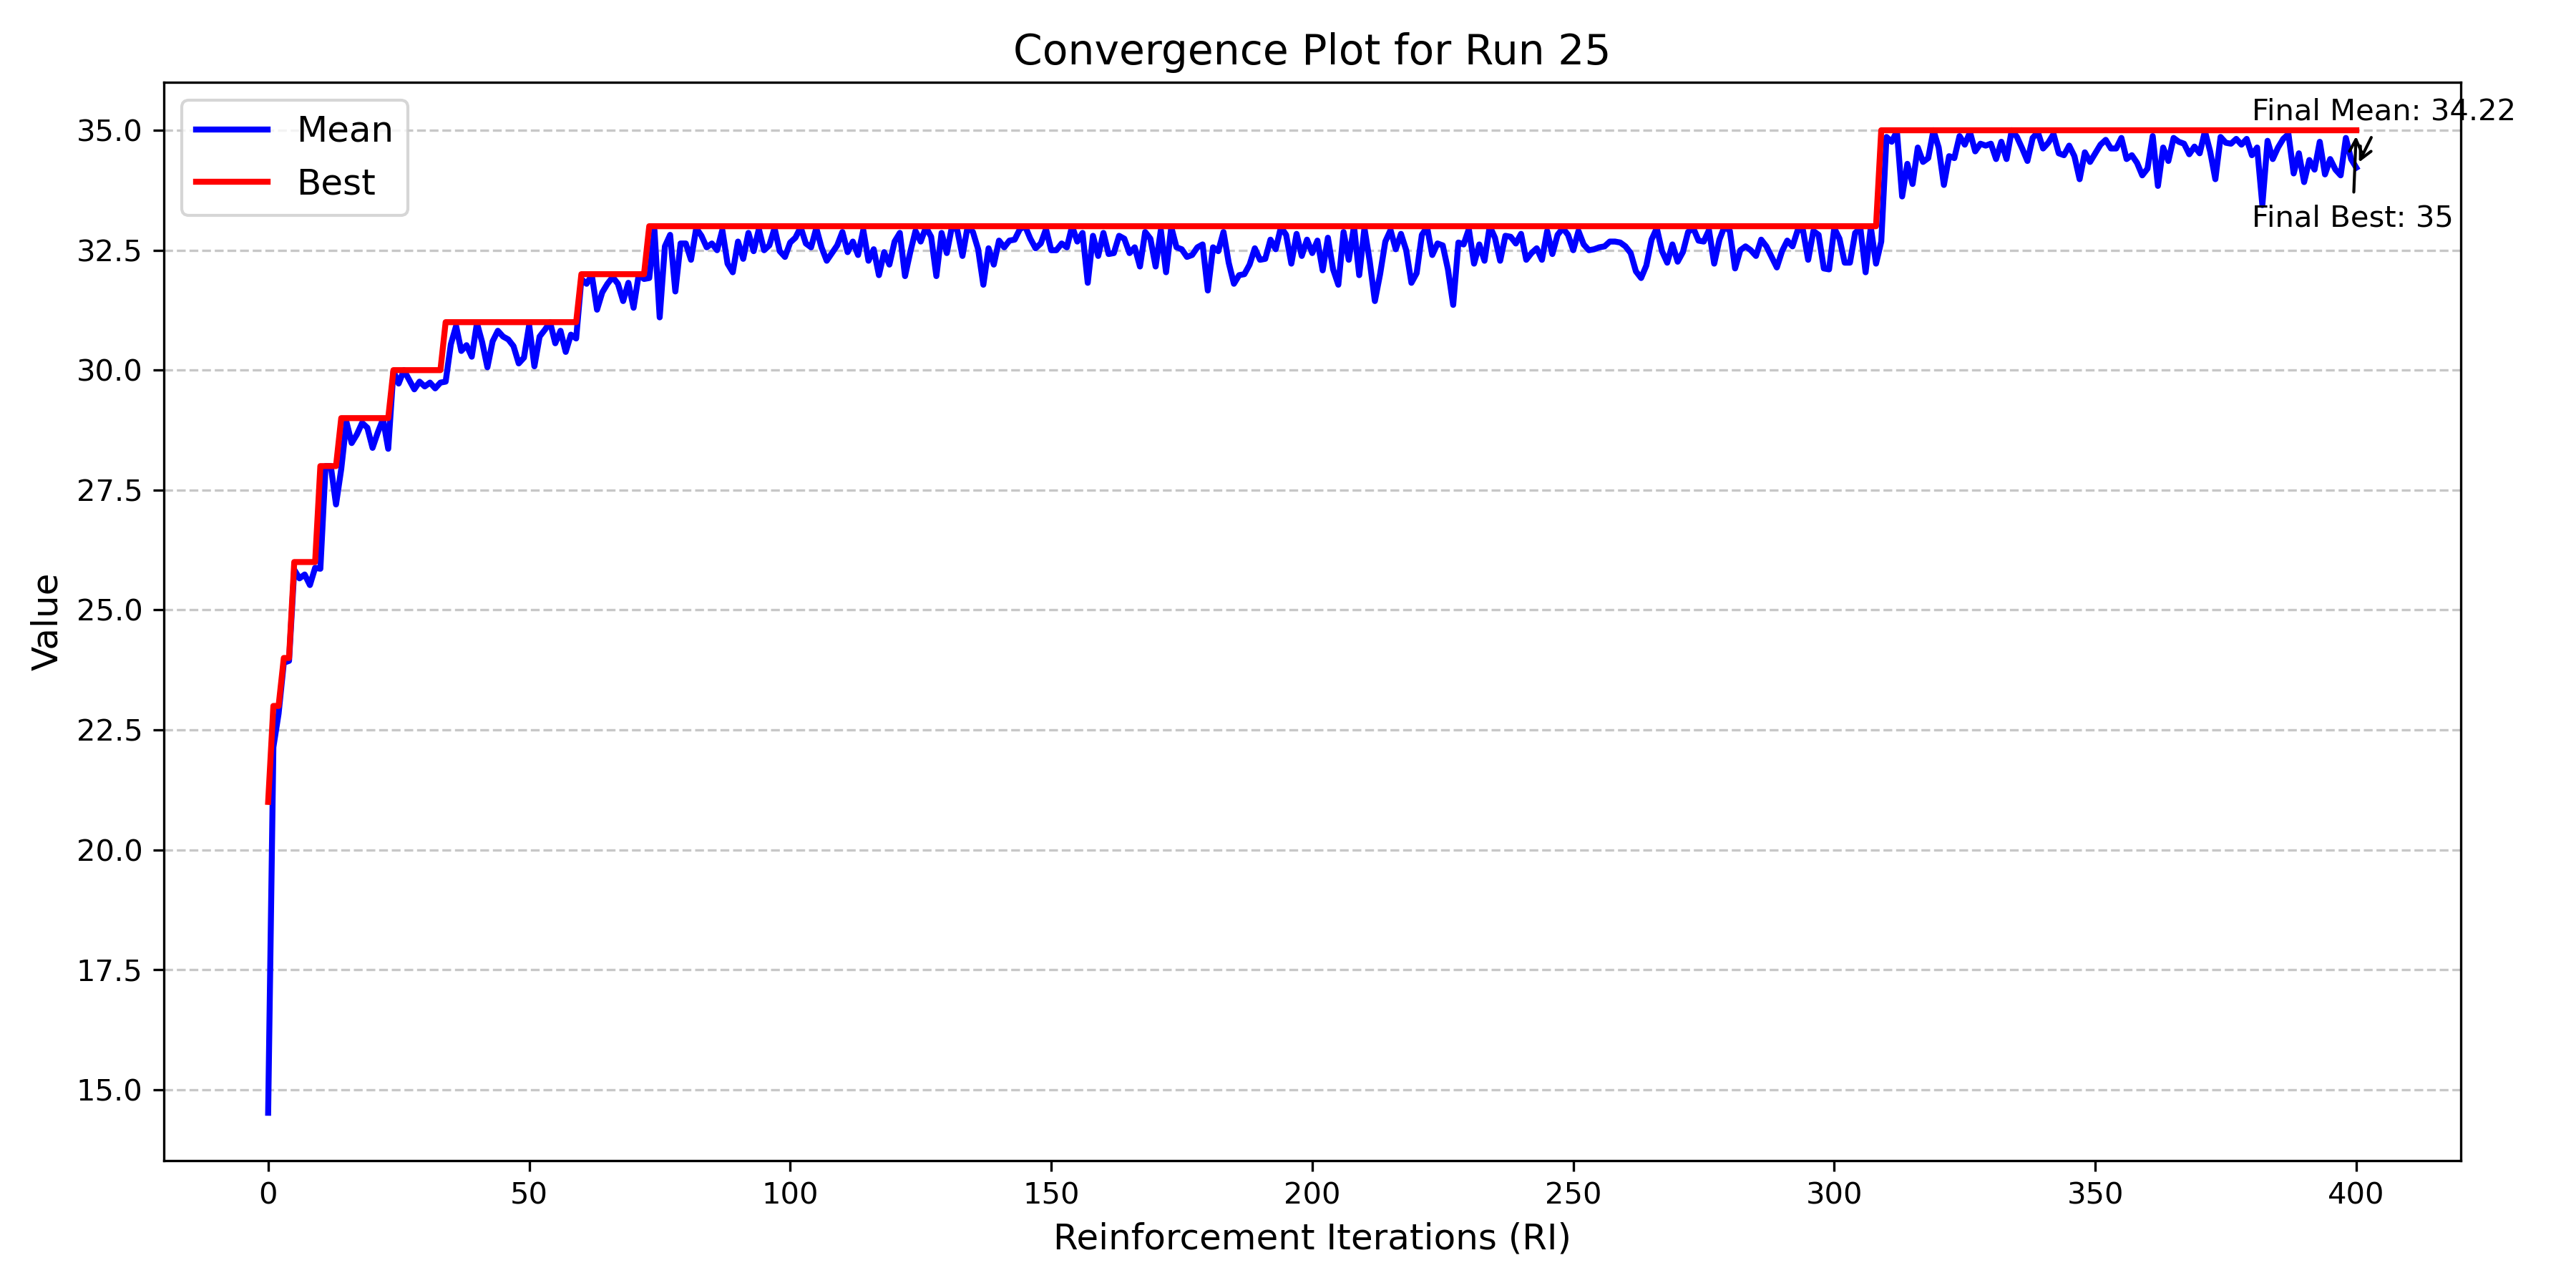 Convergence Plot for Run 25
Mean
Best
Final Mean: 34.22
Final Best: 35
35.0
32.5
30.0
27.5
25.0
22.5
20.0
17.5
15.0
Value
0 50 100 150 200 250 300 350 400
Reinforcement Iterations (RI)